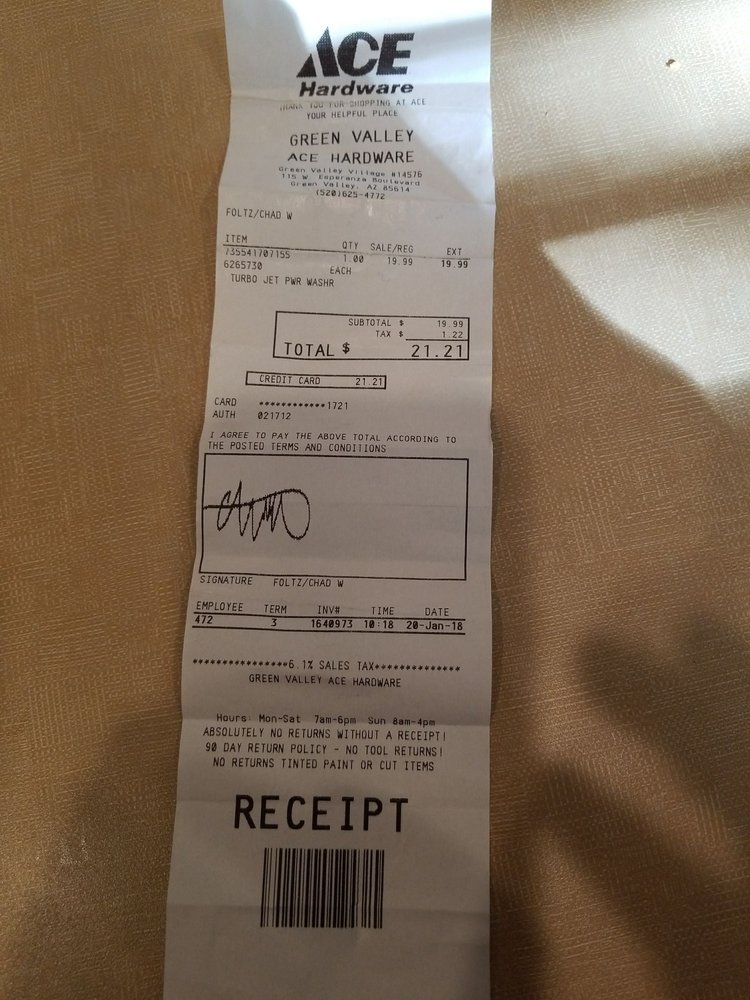 ACE
Hardware
THANK YOU FOR SHOPPING AT ACE
YOUR HELPFUL PLACE
GREEN VALLEY
ACE HARDWARE
Green Valley Village #14576
115 W. Esperanza Boulevard
Green Valley, AZ 85614
(520)625-4772
FOLTZ/CHAD W
ITEM QTY SALE/REG EXT
735541707155 1.00 19.99 19.99
6265730 EACH
TURBO JET PWR WASHR
SUBTOTAL $ 19.99
TAX $ 1.22
TOTAL $ 21.21
CREDIT CARD 21.21
CARD ************1721
AUTH 021712
I AGREE TO PAY THE ABOVE TOTAL ACCORDING TO
THE POSTED TERMS AND CONDITIONS
SIGNATURE FOLTZ/CHAD W
EMPLOYEE TERM INV# TIME DATE
472 3 1640973 10:18 20-Jan-18
****************6.1% SALES TAX***************
GREEN VALLEY ACE HARDWARE
Hours: Mon-Sat 7am-6pm Sun 8am-4pm
ABSOLUTELY NO RETURNS WITHOUT A RECEIPT!
90 DAY RETURN POLICY - NO TOOL RETURNS!
NO RETURNS TINTED PAINT OR CUT ITEMS
RECEIPT